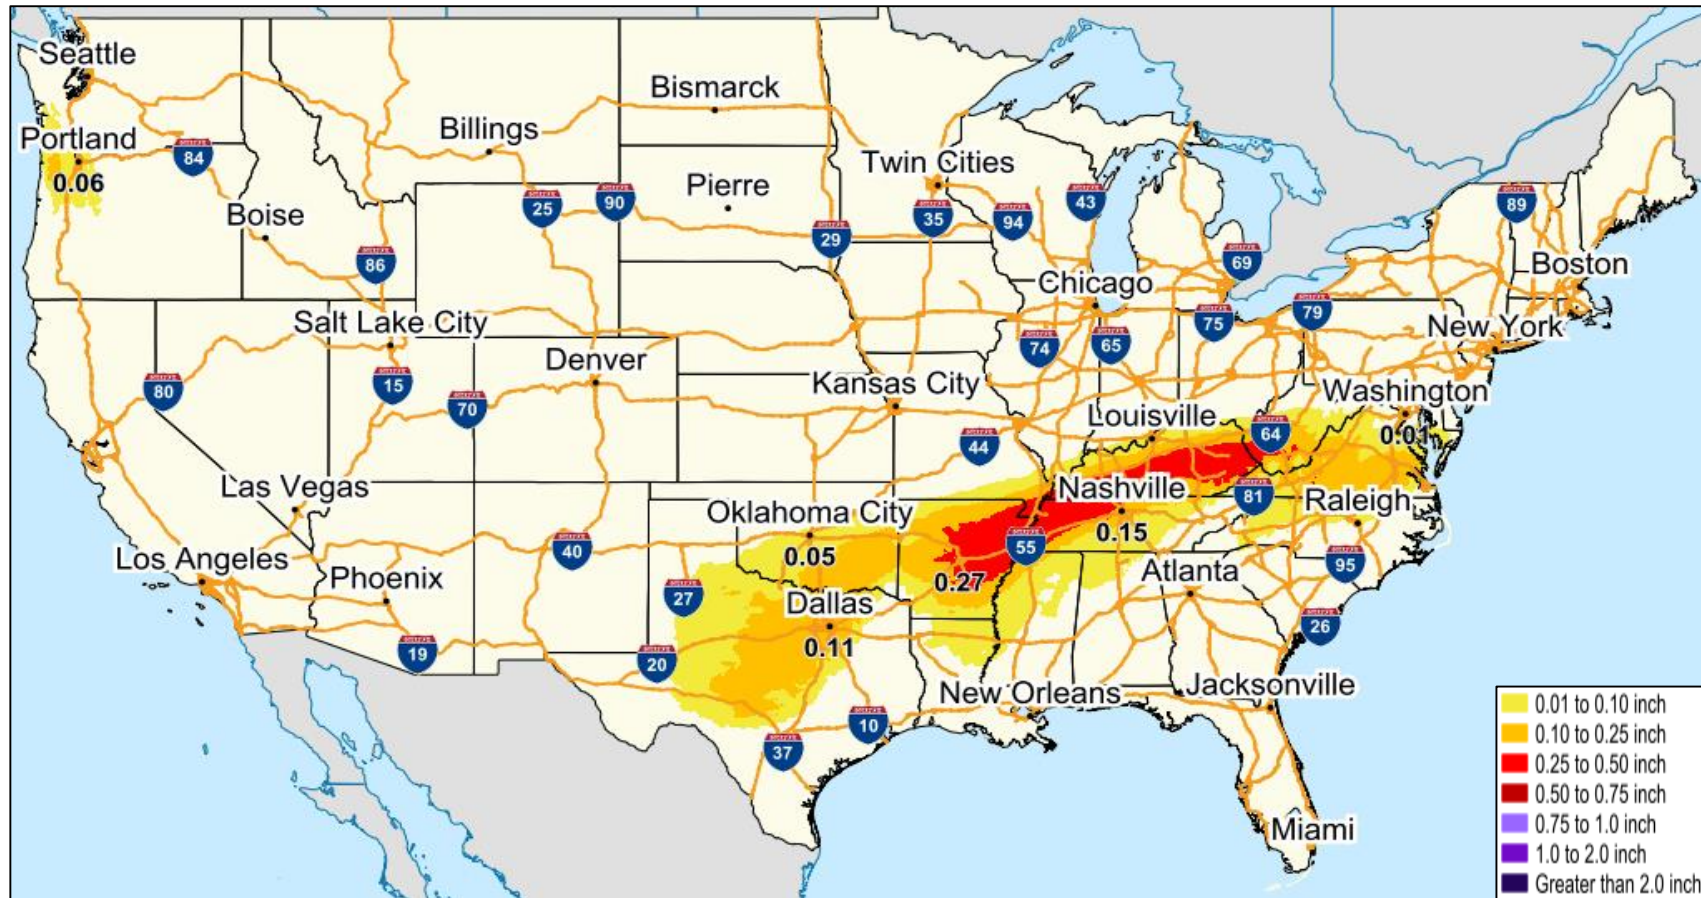 Seattle
Bismarck
Billings
Portland
84
Twin Cities
0.06
Pierre
25
90
43
89
Boise
35
94
29
86
69
Boston
Chicago
Salt Lake City
79
75
New York
74
65
Denver
15
80
Kansas City
Washington
70
Louisville
64
0.01
44
Las Vegas
Nashville
81
Raleigh
Oklahoma City
0.15
40
55
0.05
Los Angeles
95
Phoenix
Atlanta
0.27
27
Dallas
26
0.11
19
20
New Orleans
Jacksonville
10
37
Miami
0.01 to 0.10 inch
0.10 to 0.25 inch
0.25 to 0.50 inch
0.50 to 0.75 inch
0.75 to 1.0 inch
1.0 to 2.0 inch
Greater than 2.0 inch